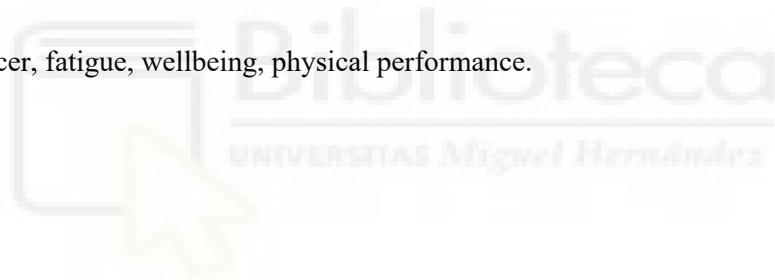 cer, fatigue, wellbeing, physical performance.
Biblioteca
UNIVERSITAS Miguel Hernández